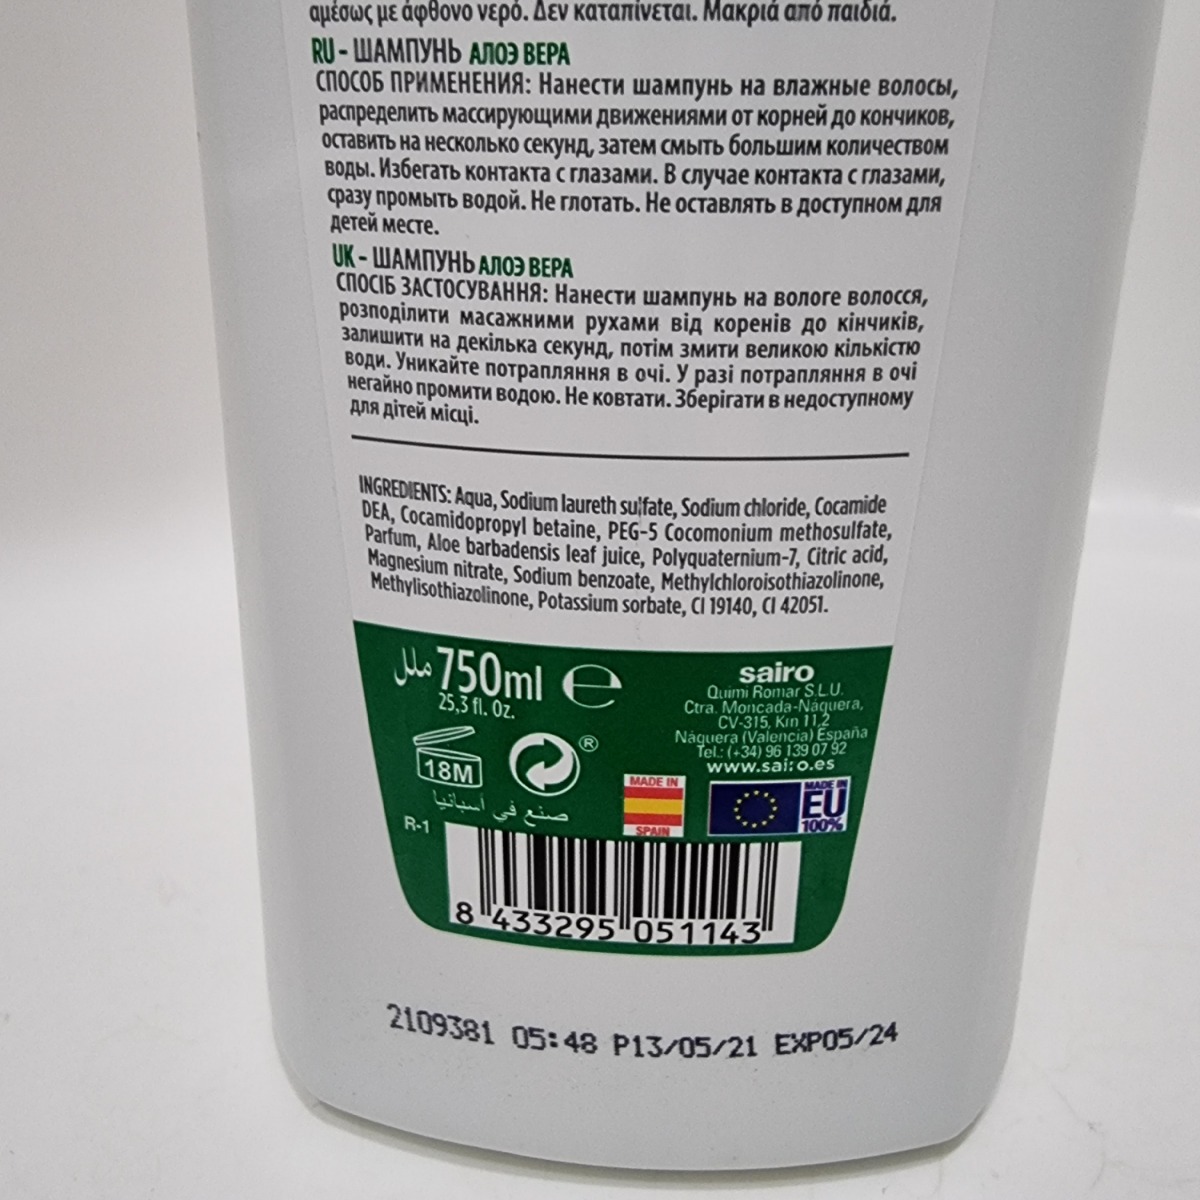 αμέσως με άφθονο νερό. Δεν καταπίνεται. Μακριά από παιδιά.
RU - ШАМПУНЬ АЛОЭ ВЕРА
СПОСОБ ПРИМЕНЕНИЯ: Нанести шампунь на влажные волосы,
распределить массирующими движениями от корней до кончиков,
оставить на несколько секунд, затем смыть большим количеством
воды. Избегать контакта с глазами. В случае контакта с глазами,
сразу промыть водой. Не глотать. Не оставлять в доступном для
детей месте.
UK - ШАМПУНЬ АЛОЭ ВЕРА
СПОСІБ ЗАСТОСУВАННЯ: Нанести шампунь на вологе волосся,
розподілити масажними рухами від коренів до кінчиків,
залишити на декілька секунд, потім змити великою кількістю
води. Уникайте потрапляння в очі. У разі потрапляння в очі
негайно промити водою. Не ковтати. Зберігати в недоступному
для дітей місці.
INGREDIENTS: Aqua, Sodium laureth sulfate, Sodium chloride, Cocamide
DEA, Cocamidopropyl betaine, PEG-5 Cocomonium methosulfate,
Parfum, Aloe barbadensis leaf juice, Polyquaternium-7, Citric acid,
Magnesium nitrate, Sodium benzoate, Methylchloroisothiazolinone,
Methylisothiazolinone, Potassium sorbate, CI 19140, CI 42051.
750ml ملل e
25,3 fl. Oz.
sairo
Quimi Romar S.L.U.
Ctra. Moncada-Náquera,
CV-315, Km 11,2
Náquera (Valencia) España
Tel.: (+34) 96 139 07 92
www.sairo.es
18M
®
صنع في أسبانيا
MADE IN
SPAIN
MADE IN
EU
100%
R-1
8 433295 051143
2109381 05:48 P13/05/21 EXP05/24